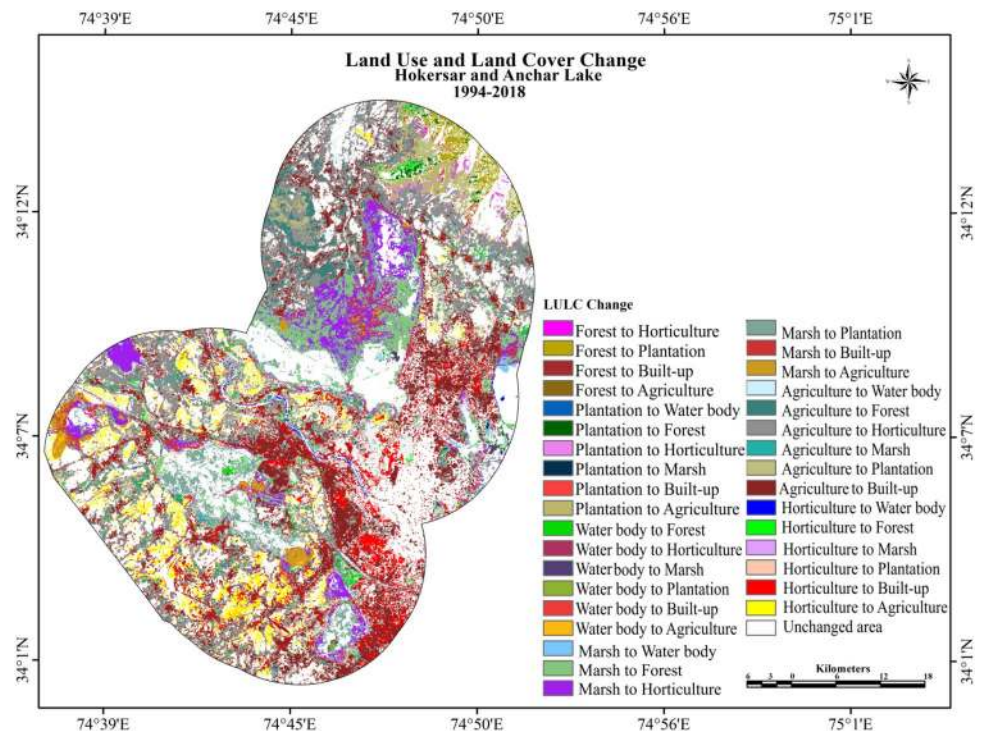 74°39'E 74°45'E 74°50'E 74°56'E 75°1'E
Land Use and Land Cover Change
Hokersar and Anchar Lake
1994-2018
34°12'N 34°12'N
34°7'N 34°7'N
34°1'N 34°1'N
LULC Change
Forest to Horticulture
Forest to Plantation
Forest to Built-up
Forest to Agriculture
Plantation to Water body
Plantation to Forest
Plantation to Horticulture
Plantation to Marsh
Plantation to Built-up
Plantation to Agriculture
Water body to Forest
Water body to Horticulture
Water body to Marsh
Water body to Plantation
Water body to Built-up
Water body to Agriculture
Marsh to Water body
Marsh to Forest
Marsh to Horticulture
Marsh to Plantation
Marsh to Built-up
Marsh to Agriculture
Agriculture to Water body
Agriculture to Forest
Agriculture to Horticulture
Agriculture to Marsh
Agriculture to Plantation
Agriculture to Built-up
Horticulture to Water body
Horticulture to Forest
Horticulture to Marsh
Horticulture to Plantation
Horticulture to Built-up
Horticulture to Agriculture
Unchanged area
Kilometers
6 3 0 6 12 18
74°39'E 74°45'E 74°50'E 74°56'E 75°1'E